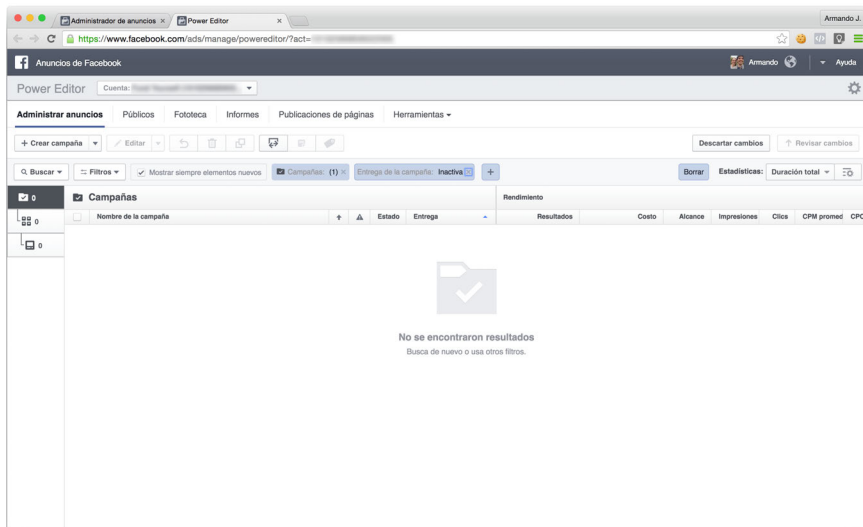 Administrador de anuncios
Power Editor
Armando J.
https://www.facebook.com/ads/manage/powereditor/?act=
Anuncios de Facebook
Armando
Ayuda
Power Editor
Cuenta:
Administrar anuncios
Públicos
Fototeca
Informes
Publicaciones de páginas
Herramientas
+ Crear campaña
Editar
Descartar cambios
Revisar cambios
Buscar
Filtros
Mostrar siempre elementos nuevos
Campañas: (1)
Entrega de la campaña: Inactiva
+
Borrar
Estadísticas:
Duración total
0
Campañas
Rendimiento
0
Nombre de la campaña
Estado
Entrega
Resultados
Costo
Alcance
Impresiones
Clics
CPM promed
CPC
0
No se encontraron resultados
Busca de nuevo o usa otros filtros.